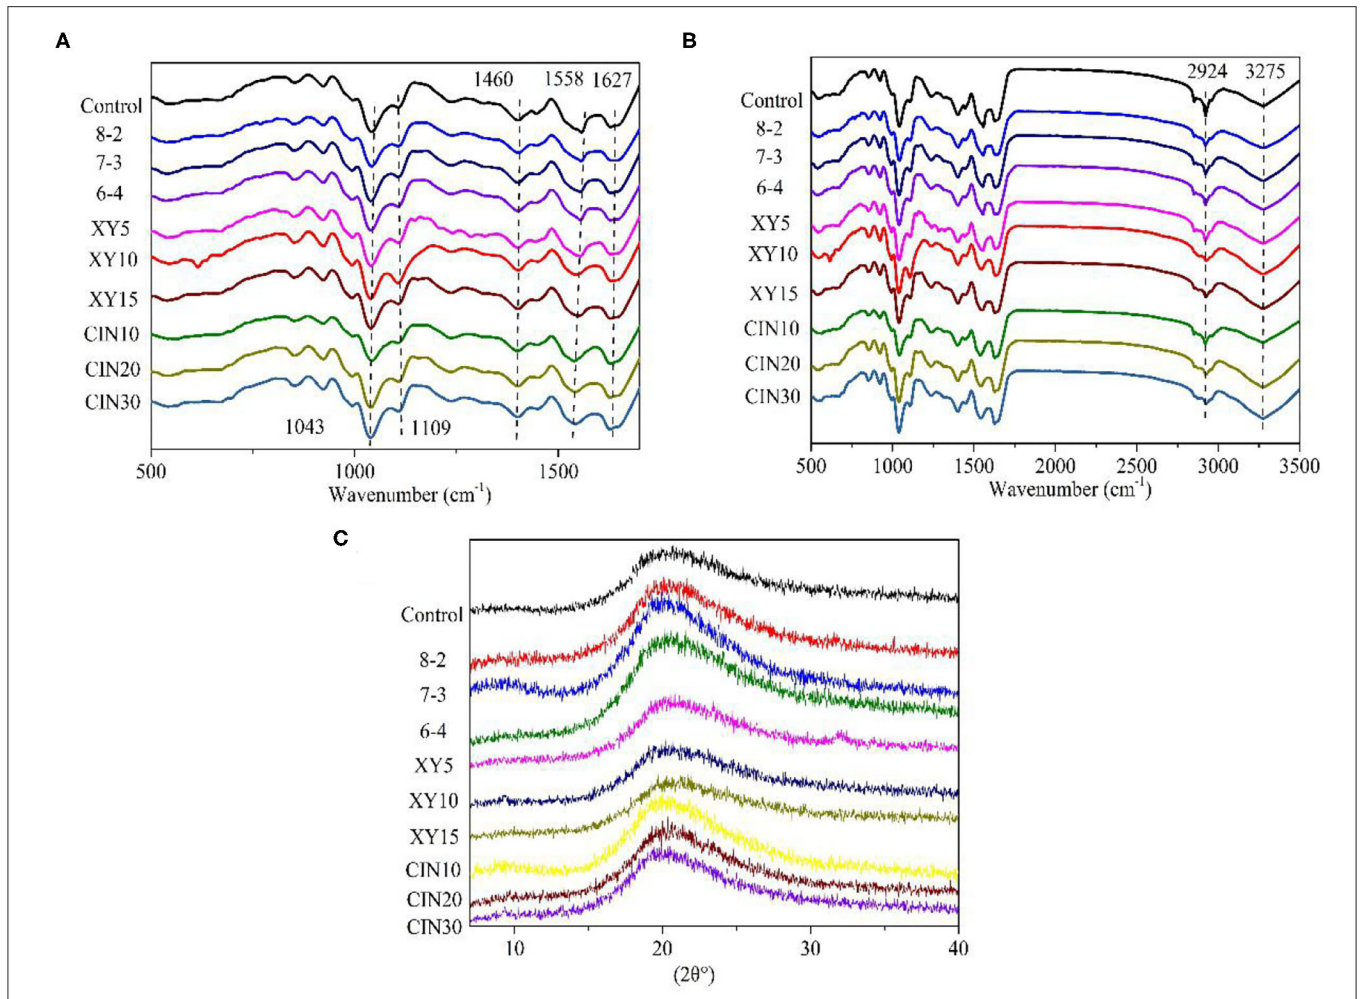 A
1460 1558 1627
Control
8-2
7-3
6-4
XY5
XY10
XY15
CIN10
CIN20
CIN30
1043 1109
500 1000 1500
Wavenumber (cm-1)
B
2924 3275
Control
8-2
7-3
6-4
XY5
XY10
XY15
CIN10
CIN20
CIN30
500 1000 1500 2000 2500 3000 3500
Wavenumber (cm-1)
C
Control
8-2
7-3
6-4
XY5
XY10
XY15
CIN10
CIN20
CIN30
10 20 30 40
(2θ°)